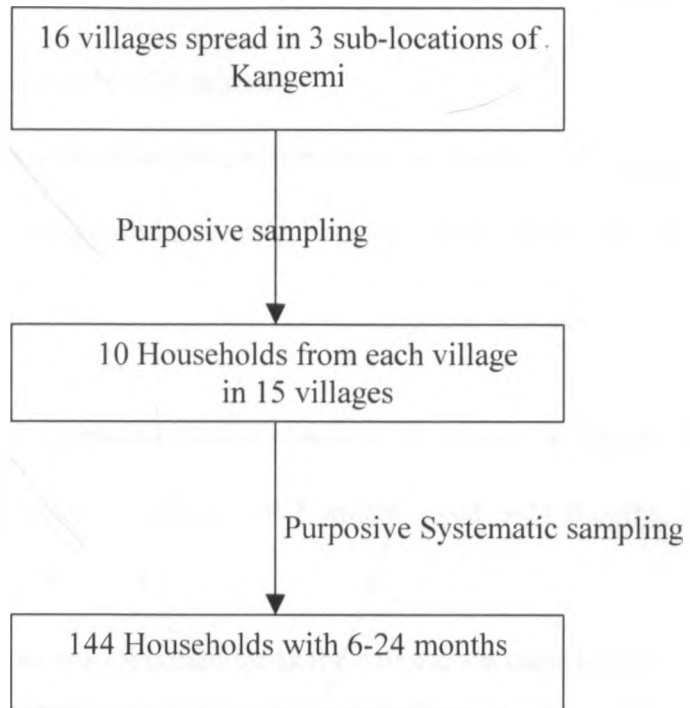 16 villages spread in 3 sub-locations of
Kangemi
Purposive sampling
10 Households from each village
in 15 villages
Purposive Systematic sampling
144 Households with 6-24 months